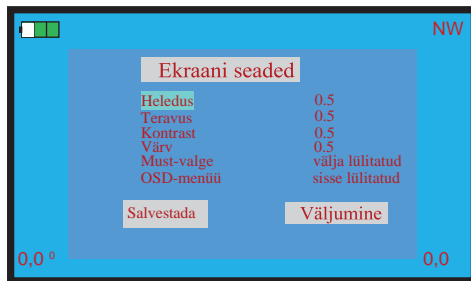 NW
Ekraani seaded
Heledus 0.5
Teravus 0.5
Kontrast 0.5
Värv 0.5
Must-valge välja lülitatud
OSD-menüü sisse lülitatud
Salvestada Väljumine
0,0 ⁰ 0,0